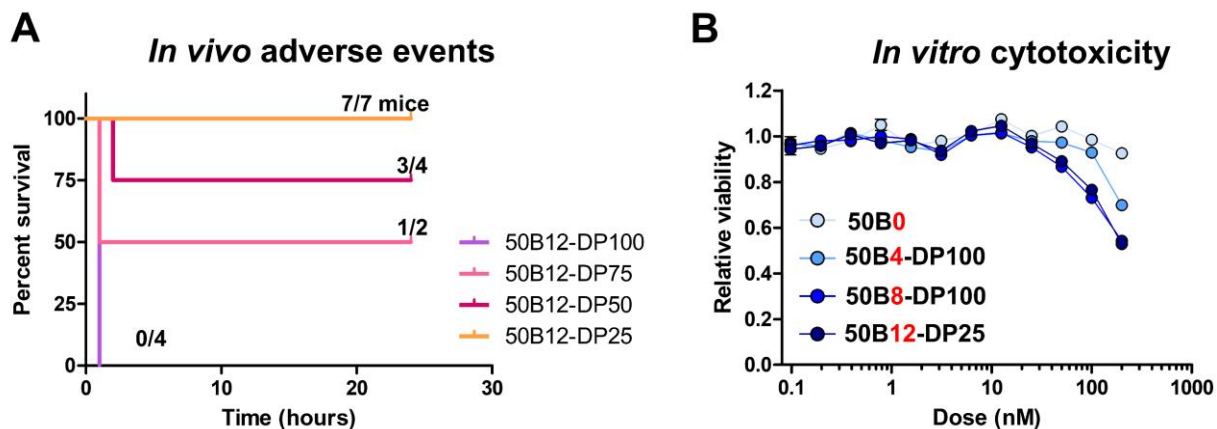 A
In vivo adverse events
Percent survival
100
75
50
25
0
7/7 mice
3/4
1/2
0/4
50B12-DP100
50B12-DP75
50B12-DP50
50B12-DP25
0
10
20
30
Time (hours)
B
In vitro cytotoxicity
Relative viability
1.2
1.0
0.8
0.6
0.4
1.2
0.0
50B0
50B4-DP100
50B8-DP100
50B12-DP25
0.1
1
10
100
1000
Dose (nM)